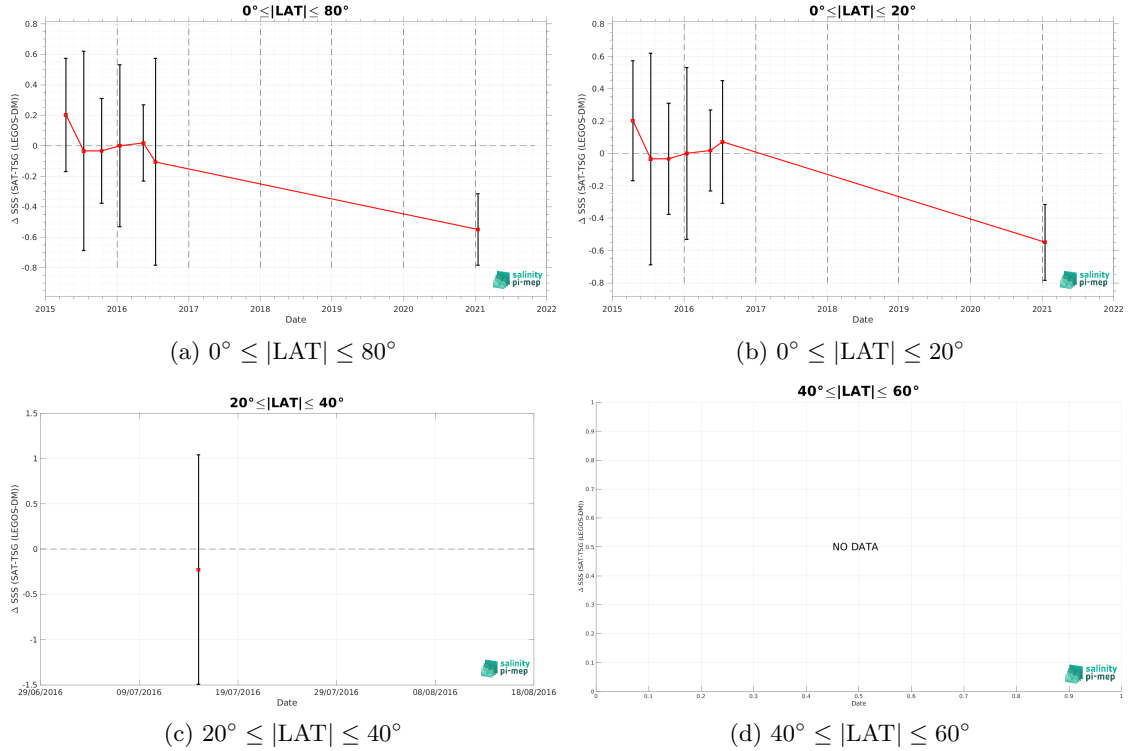 0°≤|LAT|≤ 80°
0.8
0.6
0.4
0.2
0
-0.2
-0.4
-0.6
-0.8
Δ SSS (SAT-TSG (LEGOS-DM))
2015 2016 2017 2018 2019 2020 2021 2022
Date
salinity
pi-mep
(a) 0° ≤ |LAT| ≤ 80°
0°≤|LAT|≤ 20°
0.8
0.6
0.4
0.2
0
-0.2
-0.4
-0.6
-0.8
Δ SSS (SAT-TSG (LEGOS-DM))
2015 2016 2017 2018 2019 2020 2021 2022
Date
salinity
pi-mep
(b) 0° ≤ |LAT| ≤ 20°
20°≤|LAT|≤ 40°
1.5
1
0.5
0
-0.5
-1
-1.5
Δ SSS (SAT-TSG (LEGOS-DM))
29/06/2016 09/07/2016 19/07/2016 29/07/2016 08/08/2016 18/08/2016
Date
salinity
pi-mep
(c) 20° ≤ |LAT| ≤ 40°
40°≤|LAT|≤ 60°
1
0.9
0.8
0.7
0.6
0.5
0.4
0.3
0.2
0.1
0
Δ SSS (SAT-TSG (LEGOS-DM))
NO DATA
0 0.1 0.2 0.3 0.4 0.5 0.6 0.7 0.8 0.9 1
Date
salinity
pi-mep
(d) 40° ≤ |LAT| ≤ 60°